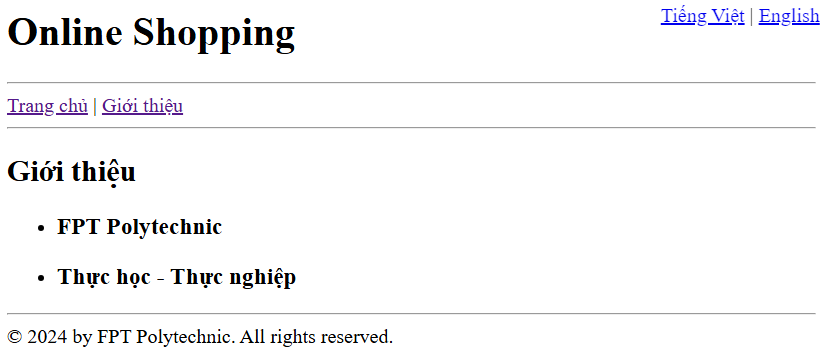 Online Shopping
Tiếng Việt | English
Trang chủ | Giới thiệu
Giới thiệu
FPT Polytechnic
Thực học - Thực nghiệp
© 2024 by FPT Polytechnic. All rights reserved.